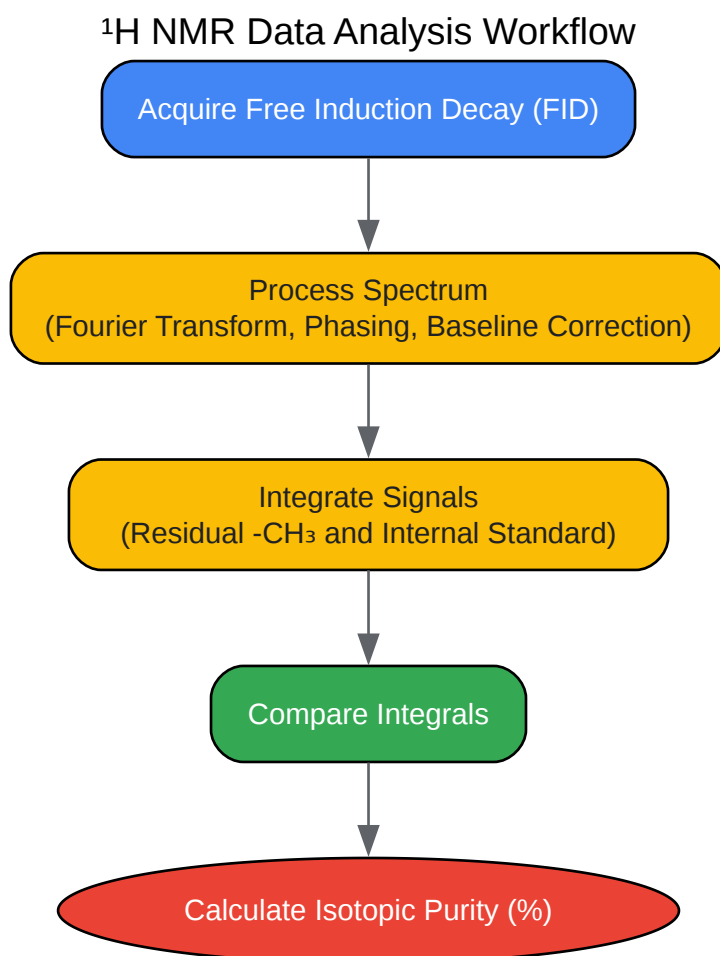 ¹H NMR Data Analysis Workflow
Acquire Free Induction Decay (FID)
Process Spectrum
(Fourier Transform, Phasing, Baseline Correction)
Integrate Signals
(Residual -CH₃ and Internal Standard)
Compare Integrals
Calculate Isotopic Purity (%)